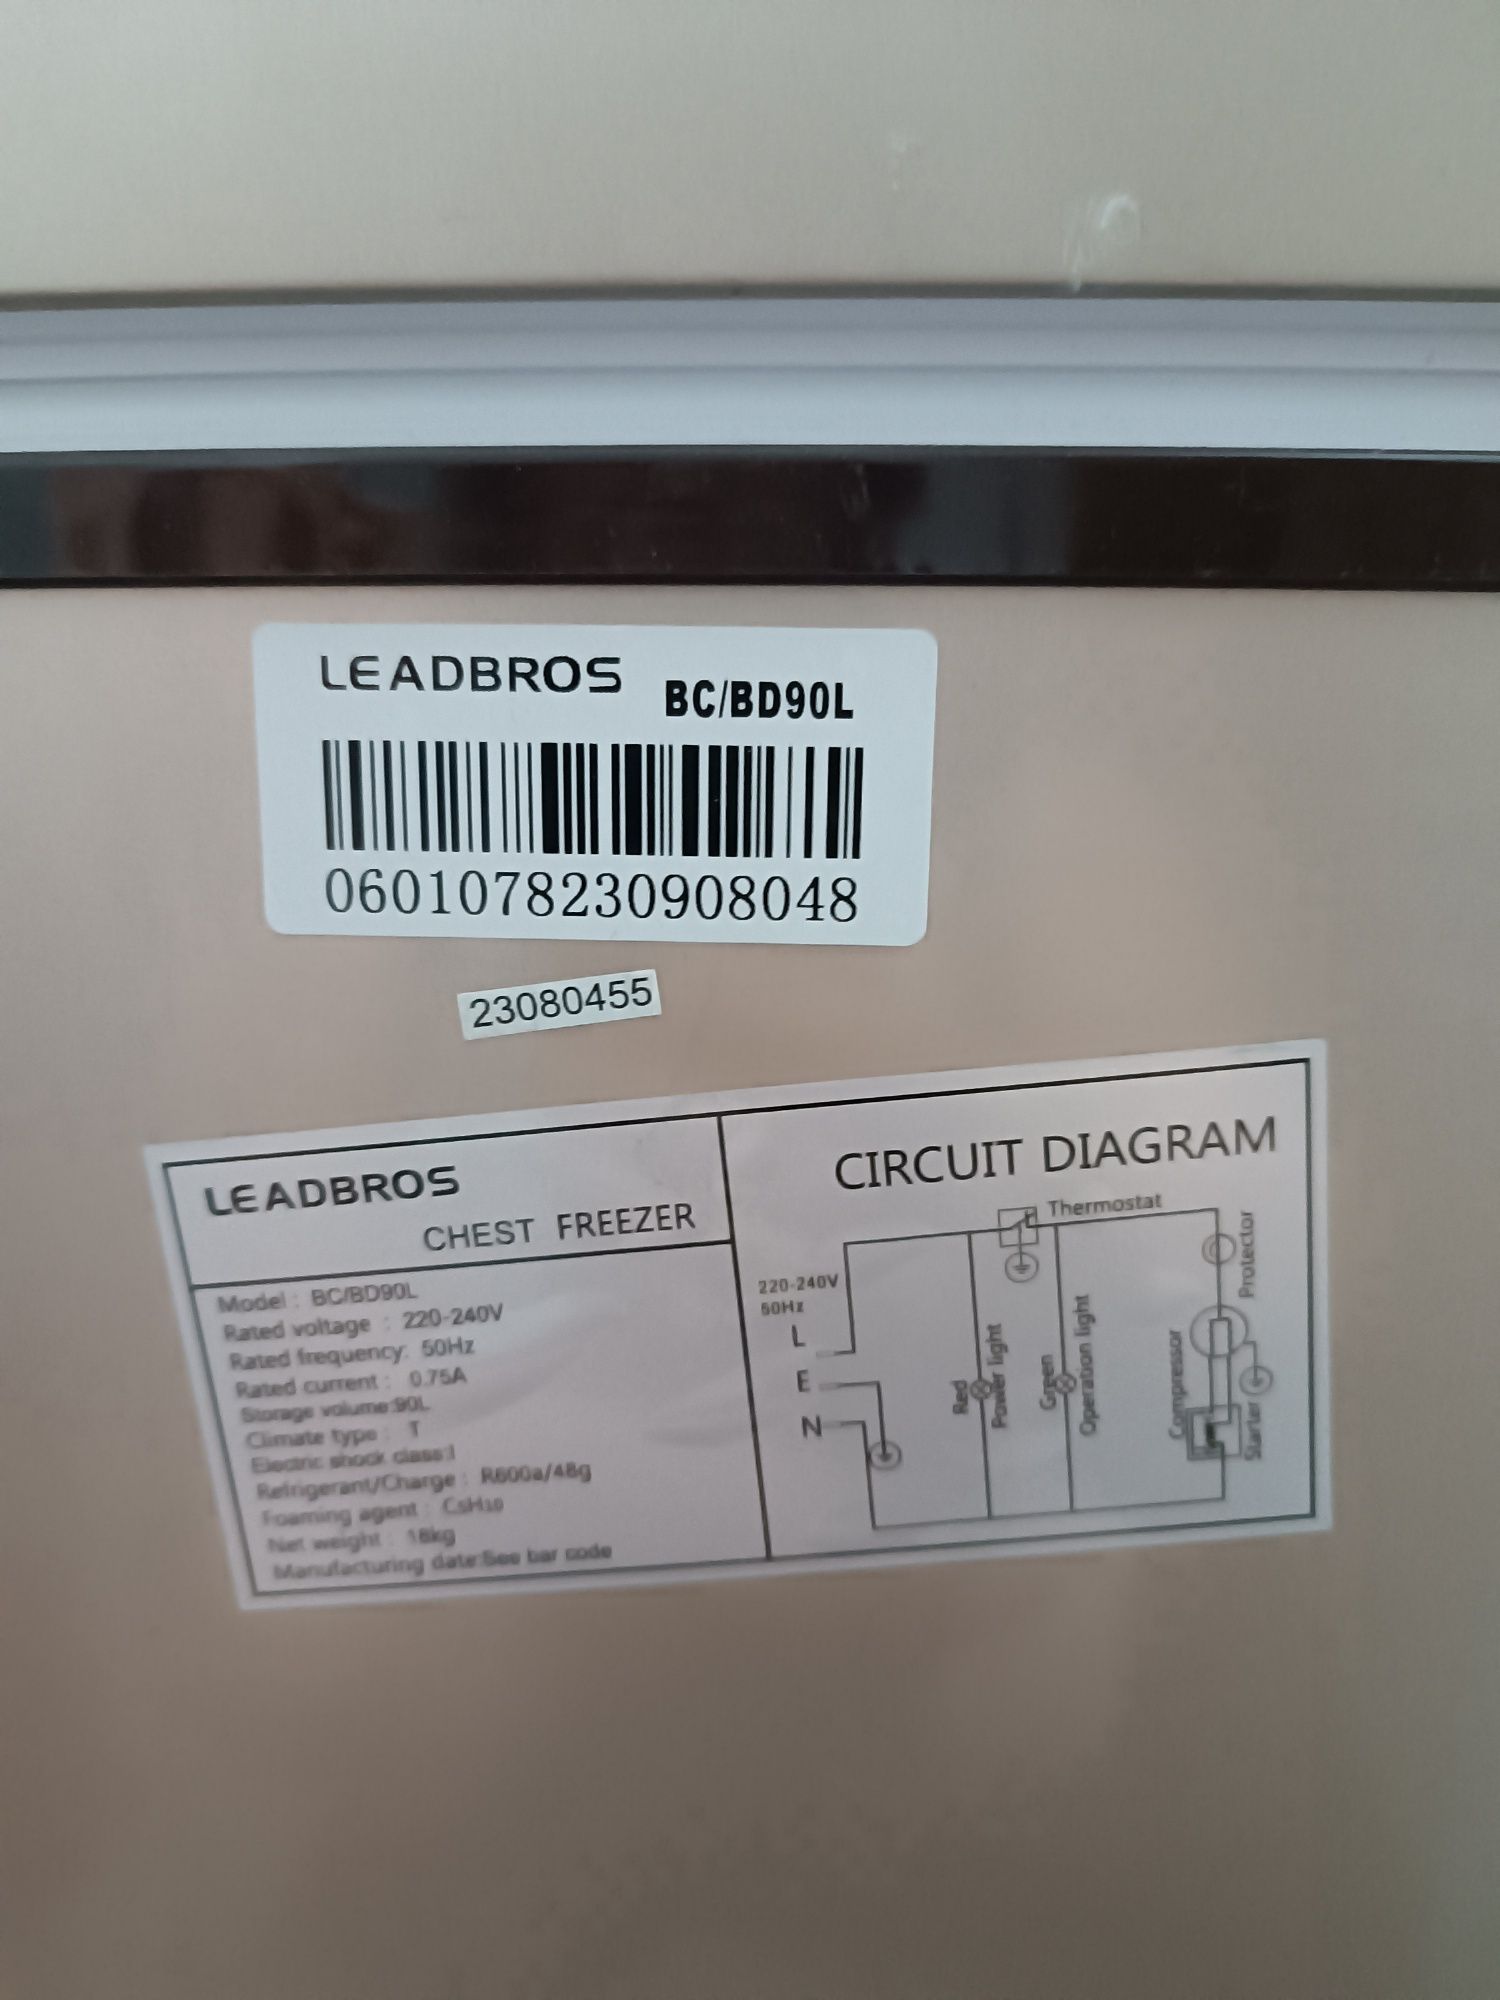 LEADBROS
BC/BD90L
0601078230908048
23080455
LEADBROS
CHEST FREEZER
Model : BC/BD90L
Rated voltage : 220-240V
Rated frequency: 50Hz
Rated current : 0.75A
Storage volume:90L
Climate type : T
Electric shock class:I
Refrigerant/Charge : R600a/48g
Foaming agent : C5H10
Net weight : 18kg
Manufacturing date:See bar code
CIRCUIT DIAGRAM
Thermostat
220-240V
50Hz
L
E
N
Red
Power light
Green
Operation light
Compressor
Starter
Protector